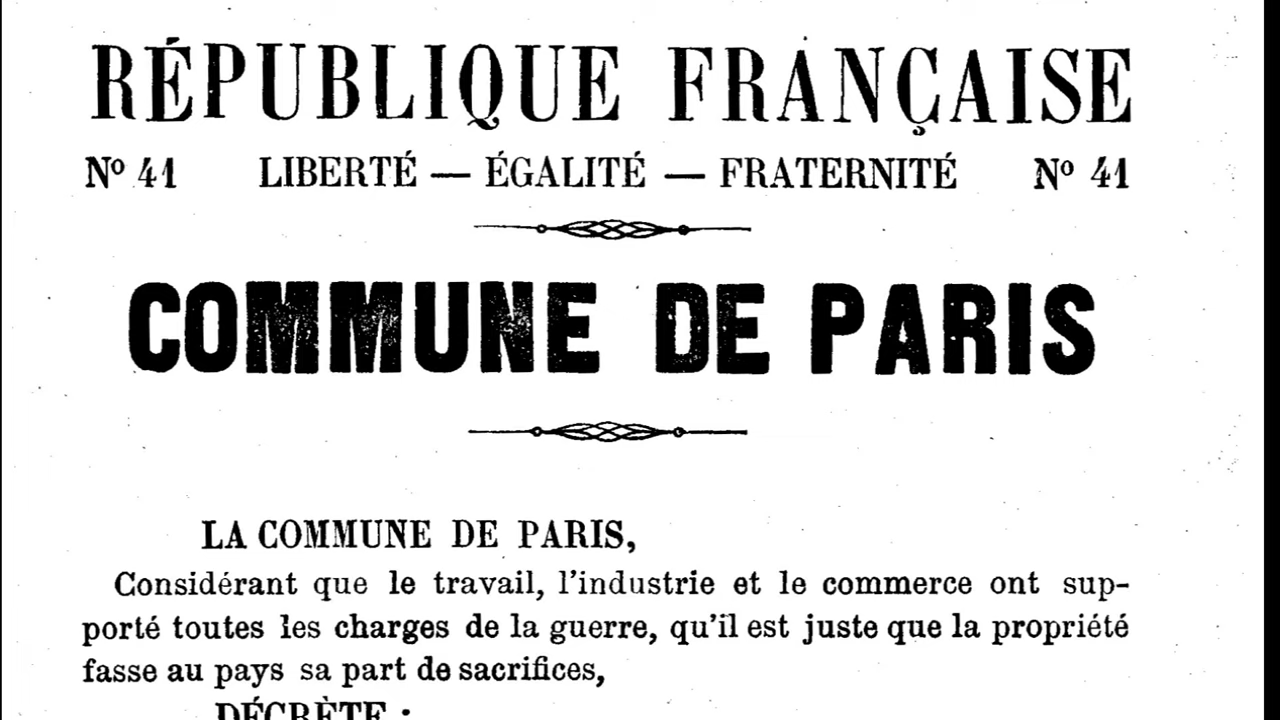 RÉPUBLIQUE FRANÇAISE
Nº 41 LIBERTÉ — ÉGALITÉ — FRATERNITÉ Nº 41
COMMUNE DE PARIS
LA COMMUNE DE PARIS,
Considérant que le travail, l'industrie et le commerce ont sup-
porté toutes les charges de la guerre, qu'il est juste que la propriété
fasse au pays sa part de sacrifices,
DÉCRÈTE :